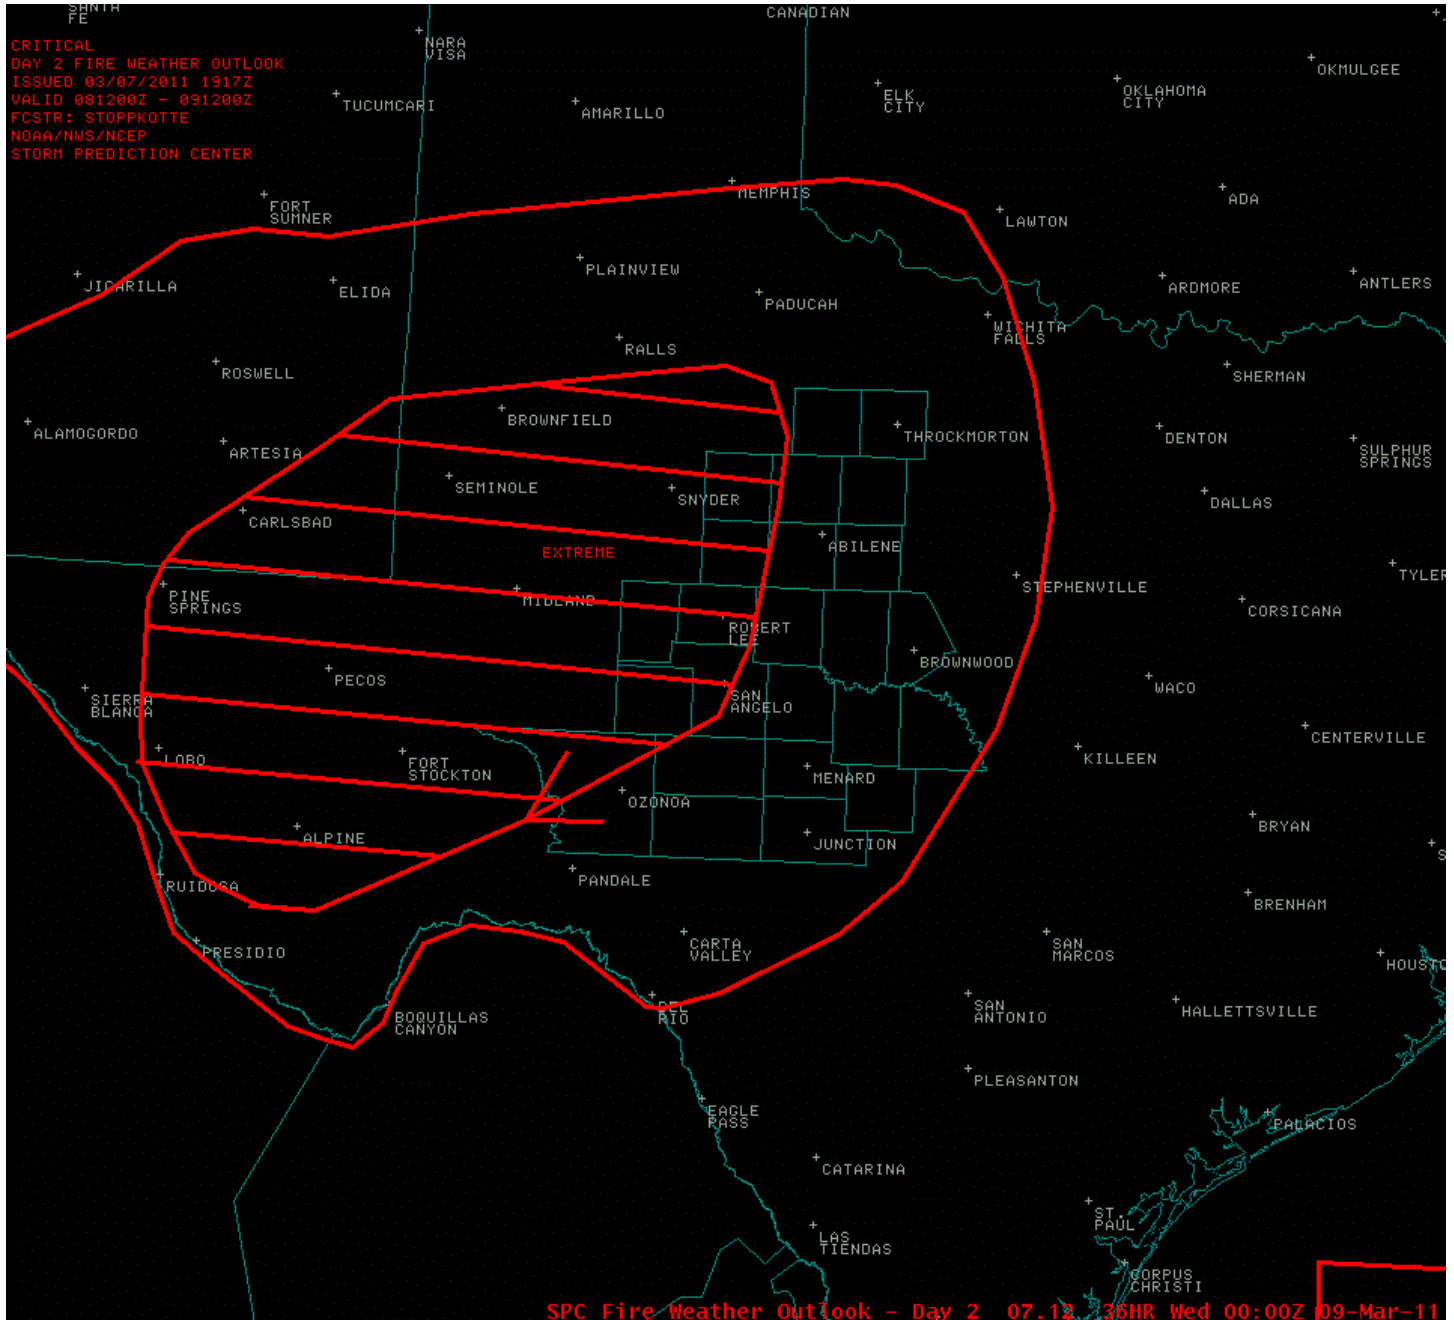 SANTA
FE
CANADIAN
CRITICAL
DAY 2 FIRE WEATHER OUTLOOK
ISSUED 03/07/2011 1917Z
VALID 081200Z - 091200Z
FCSTR: STOPPKOTTE
NOAA/NWS/NCEP
STORM PREDICTION CENTER
NARA
VISA
TUCUMCARI
AMARILLO
ELK
CITY
OKLAHOMA
CITY
OKMULGEE
FORT
SUMNER
MEMPHIS
LAWTON
ADA
JICARILLA
ELIDA
PLAINVIEW
PADUCAH
ARDMORE
ANTLERS
WICHITA
FALLS
RALLS
ROSWELL
SHERMAN
ALAMOGORDO
ARTESIA
BROWNFIELD
THROCKMORTON
DENTON
SULPHUR
SPRINGS
SEMINOLE
SNYDER
DALLAS
CARLSBAD
EXTREME
ABILENE
TYLER
PINE
SPRINGS
MIDLAND
STEPHENVILLE
CORSICANA
ROBERT
LEE
BROWNWOOD
PECOS
SIERRA
BLANCA
SAN
ANGELO
WACO
LOBO
FORT
STOCKTON
MENARD
KILLEEN
CENTERVILLE
OZONOA
ALPINE
JUNCTION
BRYAN
S
RUIDOSA
PANDALE
BRENHAM
PRESIDIO
CARTA
VALLEY
SAN
MARCOS
HOUSTO
BOQUILLAS
CANYON
DEL
RIO
SAN
ANTONIO
HALLETTSVILLE
PLEASANTON
EAGLE
PASS
PALACIOS
CATARINA
ST.
PAUL
LAS
TIENDAS
CORPUS
CHRISTI
SPC Fire Weather Outlook - Day 2 07.12 36HR Wed 00:00Z 09-Mar-11